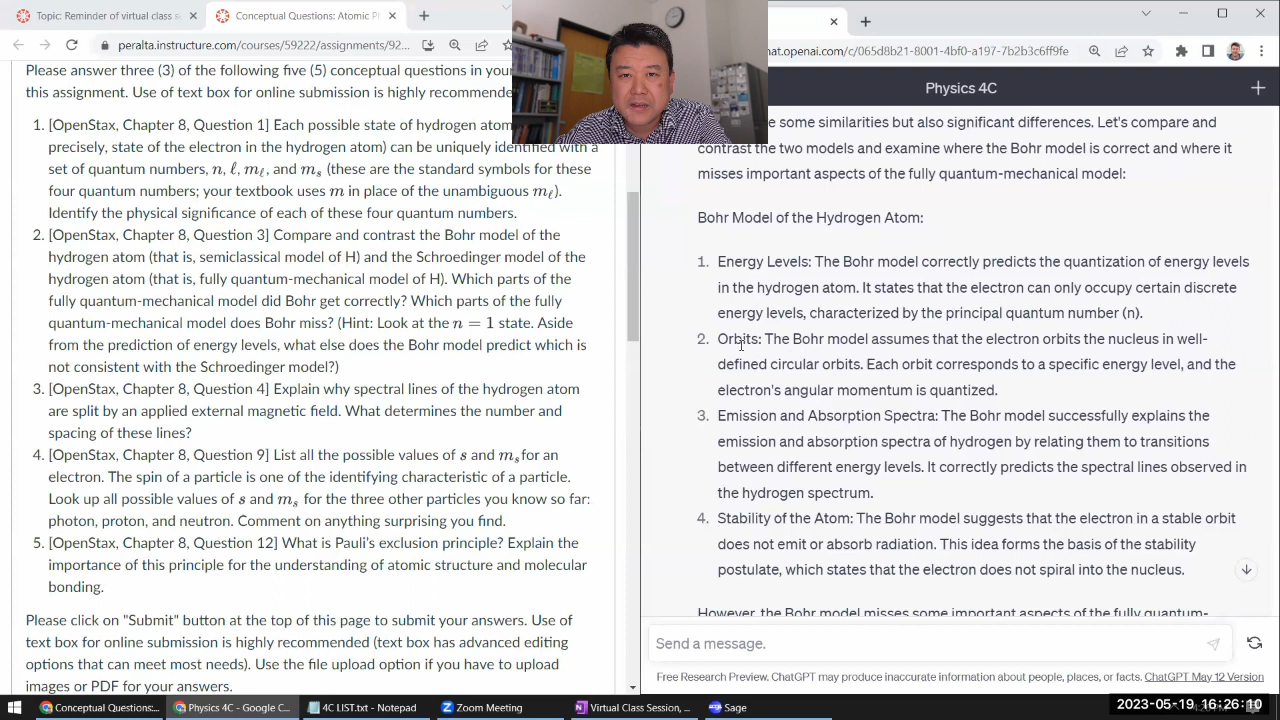 Topic: Reminder of virtual class s
Conceptual Questions: Atomic Ph
peralta.instructure.com/courses/59222/assignments/92...
Please answer three (3) of the following five (5) conceptual questions in your
this assignment. Use of text box for online submission is highly recommended
1. [OpenStax, Chapter 8, Question 1] Each possible state of hydrogen atom
precisely, state of the electron in the hydrogen atom) can be uniquely identified with a
set of quantum numbers, n, ℓ, mℓ, and ms (these are the standard symbols for these
four quantum numbers; your textbook uses m in place of the unambiguous mℓ).
Identify the physical significance of each of these four quantum numbers.
2. [OpenStax, Chapter 8, Question 3] Compare and contrast the Bohr model of the
hydrogen atom (that is, semiclassical model of H) and the Schroedinger model of the
hydrogen atom (that is, fully quantum-mechanical model of H). Which parts of the
fully quantum-mechanical model did Bohr get correctly? Which parts of the fully
quantum-mechanical model does Bohr miss? (Hint: Look at the n = 1 state. Aside
from the prediction of energy levels, what else does the Bohr model predict which is
not consistent with the Schroedinger model?)
3. [OpenStax, Chapter 8, Question 4] Explain why spectral lines of the hydrogen atom
are split by an applied external magnetic field. What determines the number and
spacing of these lines?
4. [OpenStax, Chapter 8, Question 9] List all the possible values of s and ms for an
electron. The spin of a particle is one of the identifying characteristic of a particle.
Look up all possible values of s and ms for the three other particles you know so far:
photon, proton, and neutron. Comment on anything surprising you find.
5. [OpenStax, Chapter 8, Question 12] What is Pauli's exclusion principle? Explain the
importance of this principle for the understanding of atomic structure and molecular
bonding.
Please click on "Submit" button at the top of this page to submit your answers. Use of
text box for online submission is highly recommended (text box has advanced editing
options that can meet most needs). Use the file upload option if you have to upload
images or PDF for your answers.
hat.openai.com/c/065d8b21-8001-4bf0-a197-7b2b3c6ff9fe
Physics 4C
some similarities but also significant differences. Let's compare and
contrast the two models and examine where the Bohr model is correct and where it
misses important aspects of the fully quantum-mechanical model:
Bohr Model of the Hydrogen Atom:
1. Energy Levels: The Bohr model correctly predicts the quantization of energy levels
in the hydrogen atom. It states that the electron can only occupy certain discrete
energy levels, characterized by the principal quantum number (n).
2. Orbits: The Bohr model assumes that the electron orbits the nucleus in well-
defined circular orbits. Each orbit corresponds to a specific energy level, and the
electron's angular momentum is quantized.
3. Emission and Absorption Spectra: The Bohr model successfully explains the
emission and absorption spectra of hydrogen by relating them to transitions
between different energy levels. It correctly predicts the spectral lines observed in
the hydrogen spectrum.
4. Stability of the Atom: The Bohr model suggests that the electron in a stable orbit
does not emit or absorb radiation. This idea forms the basis of the stability
postulate, which states that the electron does not spiral into the nucleus.
However, the Bohr model misses some important aspects of the fully quantum-
Send a message.
Free Research Preview. ChatGPT may produce inaccurate information about people, places, or facts. ChatGPT May 12 Version
Conceptual Questions:...
Physics 4C - Google C...
4C LIST.txt - Notepad
Zoom Meeting
Virtual Class Session, ...
Sage
2023-05-19 16:26:10